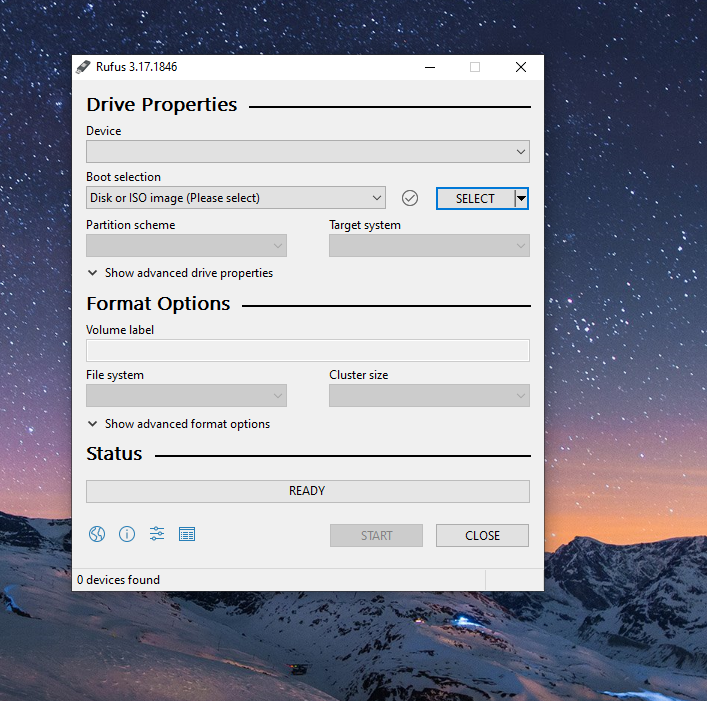 Rufus 3.17.1846
Drive Properties
Device
Boot selection
Disk or ISO image (Please select)
SELECT
Partition scheme
Target system
Show advanced drive properties
Format Options
Volume label
File system
Cluster size
Show advanced format options
Status
READY
START
CLOSE
0 devices found